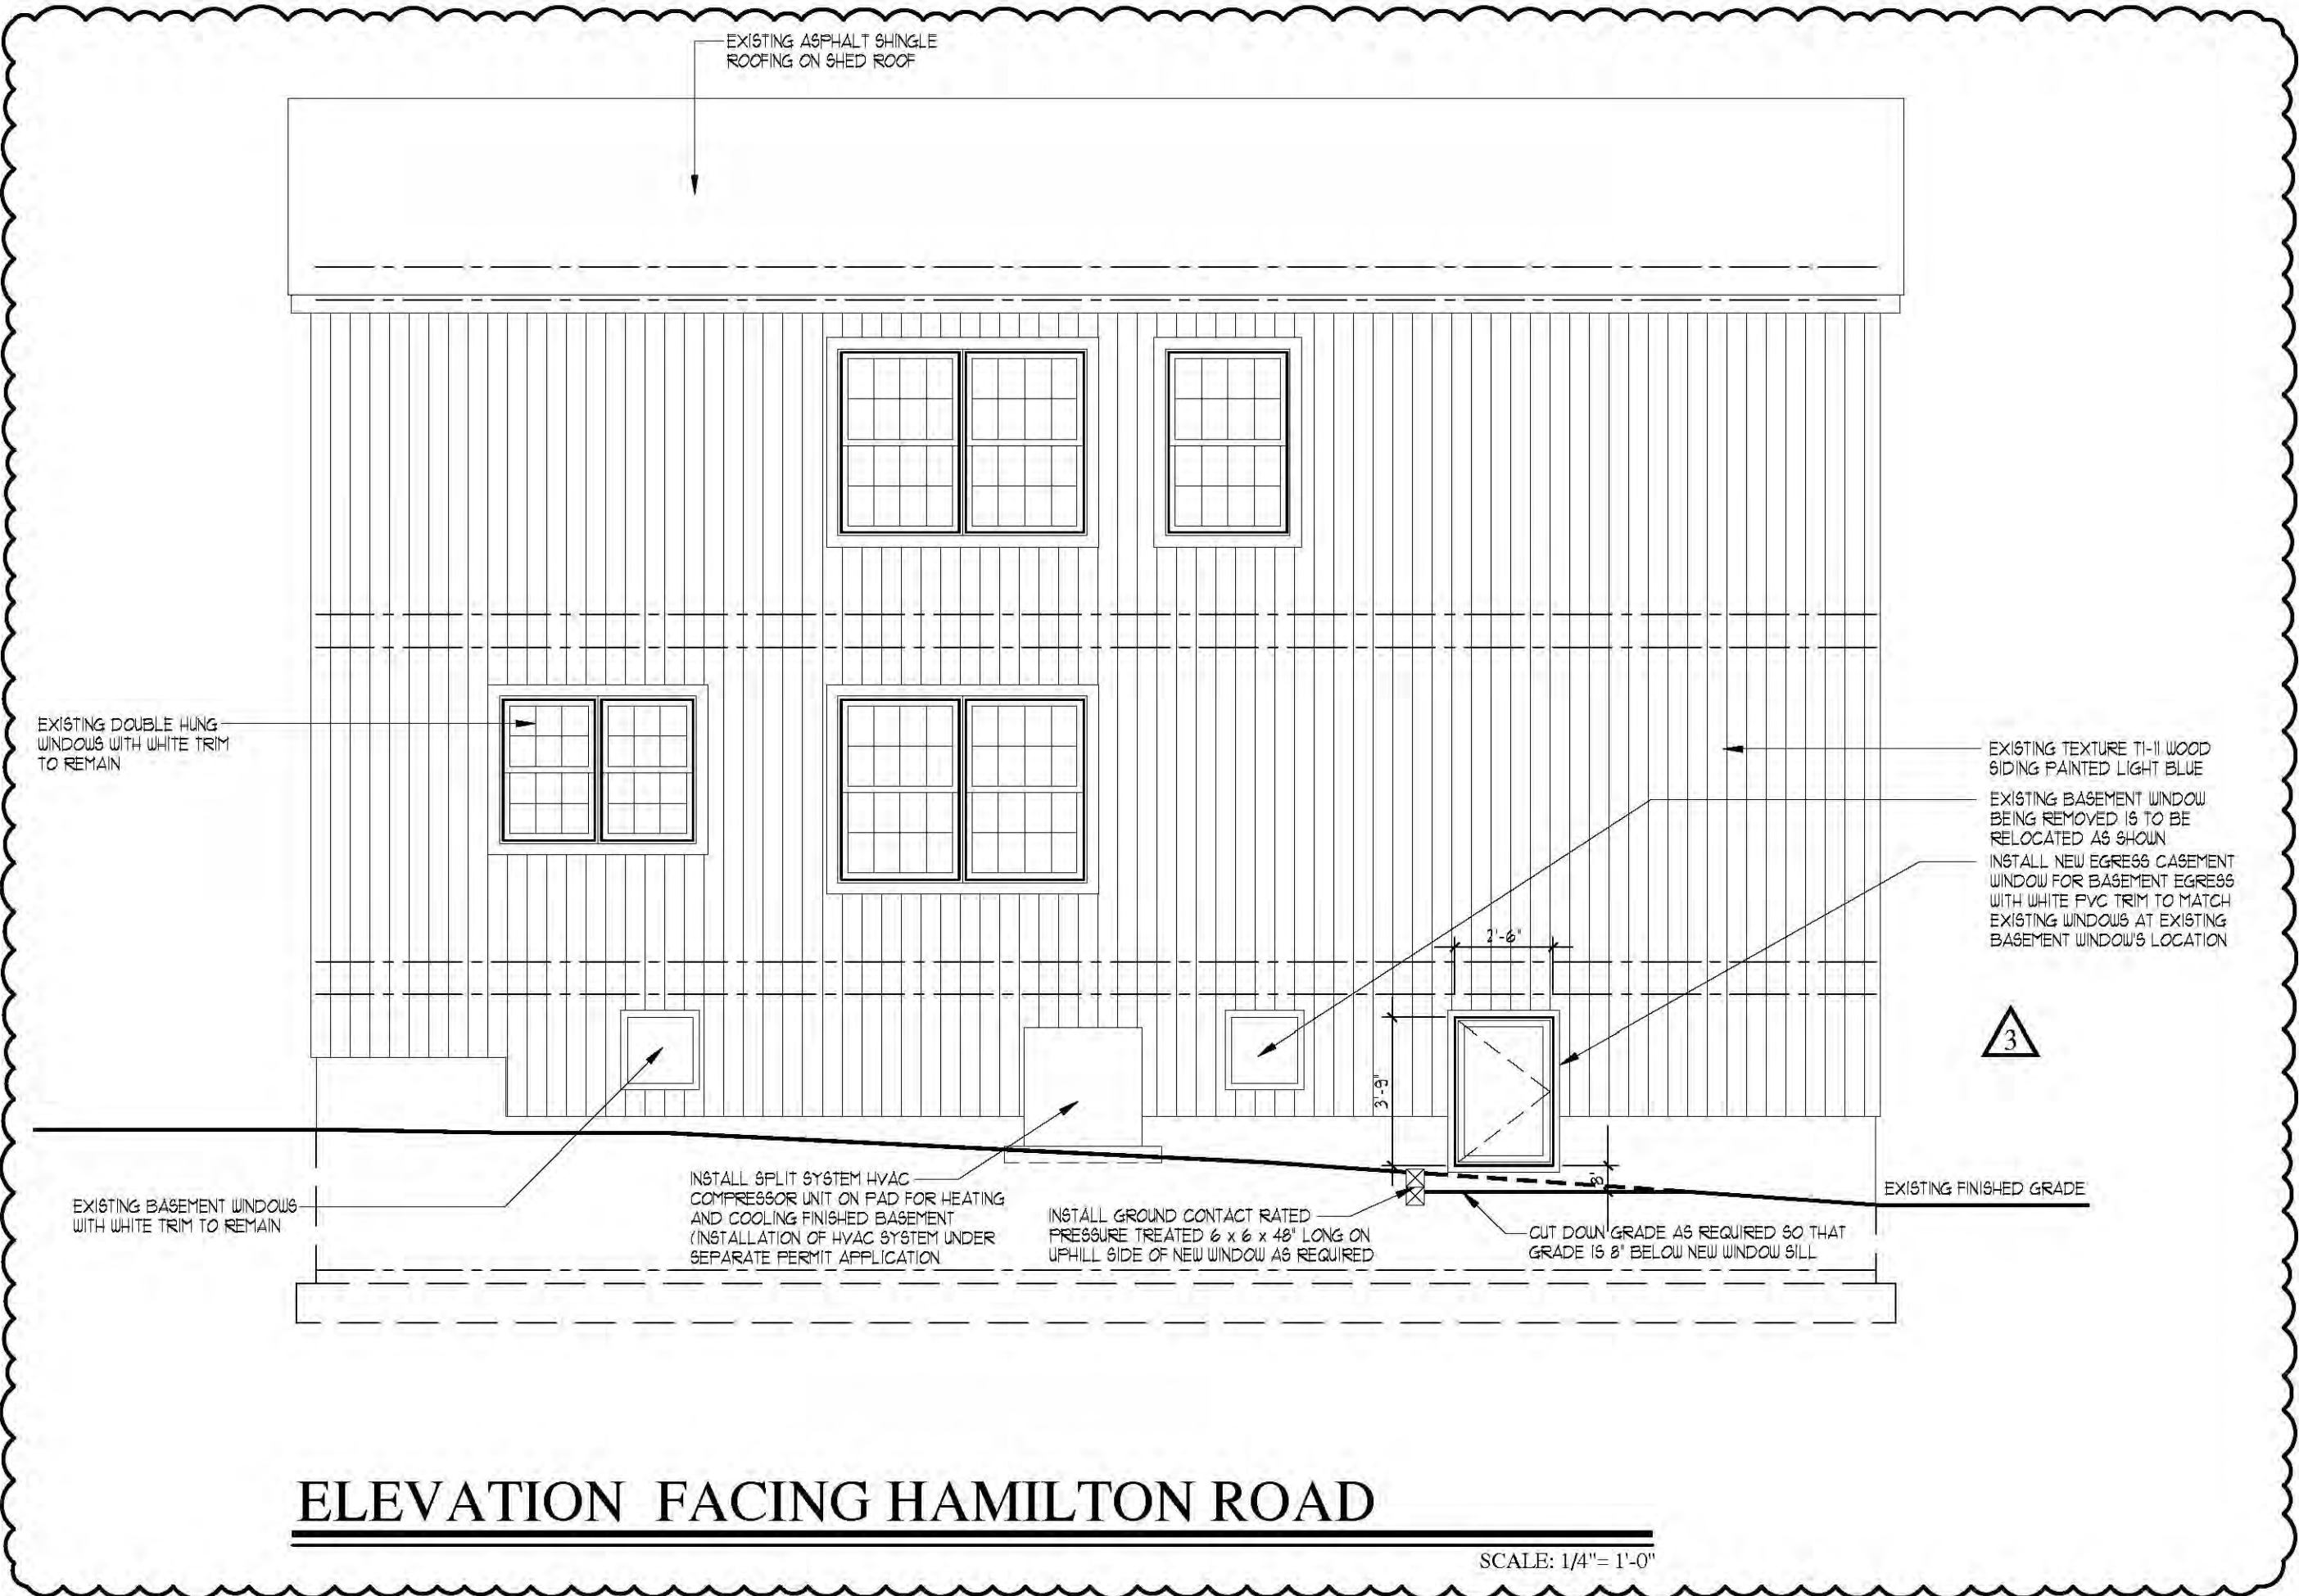 EXISTING ASPHALT SHINGLE
ROOFING ON SHED ROOF
EXISTING DOUBLE HUNG
WINDOWS WITH WHITE TRIM
TO REMAIN
EXISTING TEXTURE T1-11 WOOD
SIDING PAINTED LIGHT BLUE
EXISTING BASEMENT WINDOW
BEING REMOVED IS TO BE
RELOCATED AS SHOWN
INSTALL NEW EGRESS CASEMENT
WINDOW FOR BASEMENT EGRESS
WITH WHITE PVC TRIM TO MATCH
EXISTING WINDOWS AT EXISTING
BASEMENT WINDOW'S LOCATION
2'-6"
3
3'-9"
8"
EXISTING BASEMENT WINDOWS
WITH WHITE TRIM TO REMAIN
INSTALL SPLIT SYSTEM HVAC
COMPRESSOR UNIT ON PAD FOR HEATING
AND COOLING FINISHED BASEMENT
(INSTALLATION OF HVAC SYSTEM UNDER
SEPARATE PERMIT APPLICATION
INSTALL GROUND CONTACT RATED
PRESSURE TREATED 6 x 6 x 48" LONG ON
UPHILL SIDE OF NEW WINDOW AS REQUIRED
CUT DOWN GRADE AS REQUIRED SO THAT
GRADE IS 8" BELOW NEW WINDOW SILL
EXISTING FINISHED GRADE
ELEVATION FACING HAMILTON ROAD
SCALE: 1/4"= 1'-0"